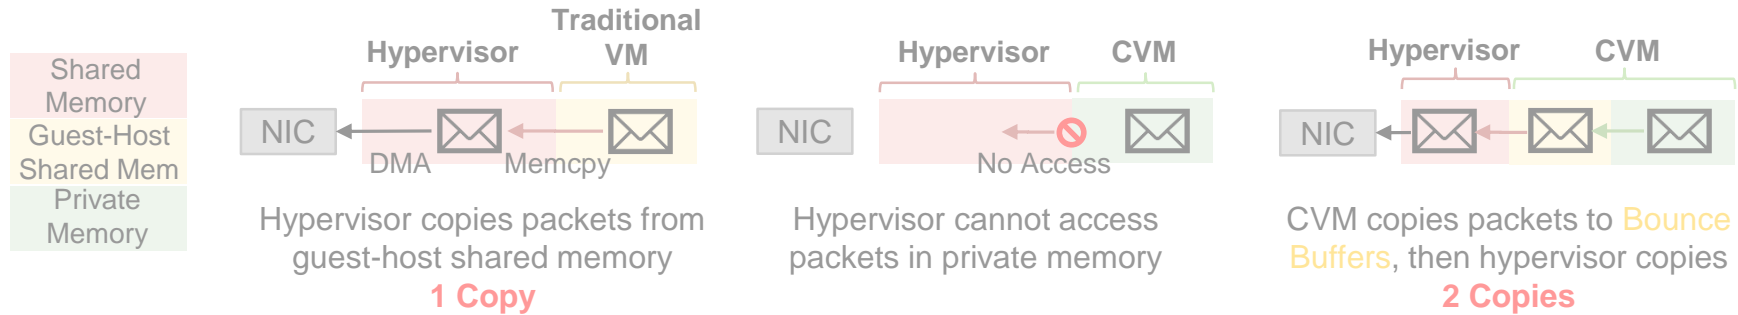 Shared
Memory
Guest-Host
Shared Mem
Private
Memory
Hypervisor
Traditional
VM
NIC
DMA
Memcpy
Hypervisor copies packets from
guest-host shared memory
1 Copy
Hypervisor
CVM
NIC
No Access
Hypervisor cannot access
packets in private memory
Hypervisor
CVM
NIC
CVM copies packets to Bounce
Buffers, then hypervisor copies
2 Copies